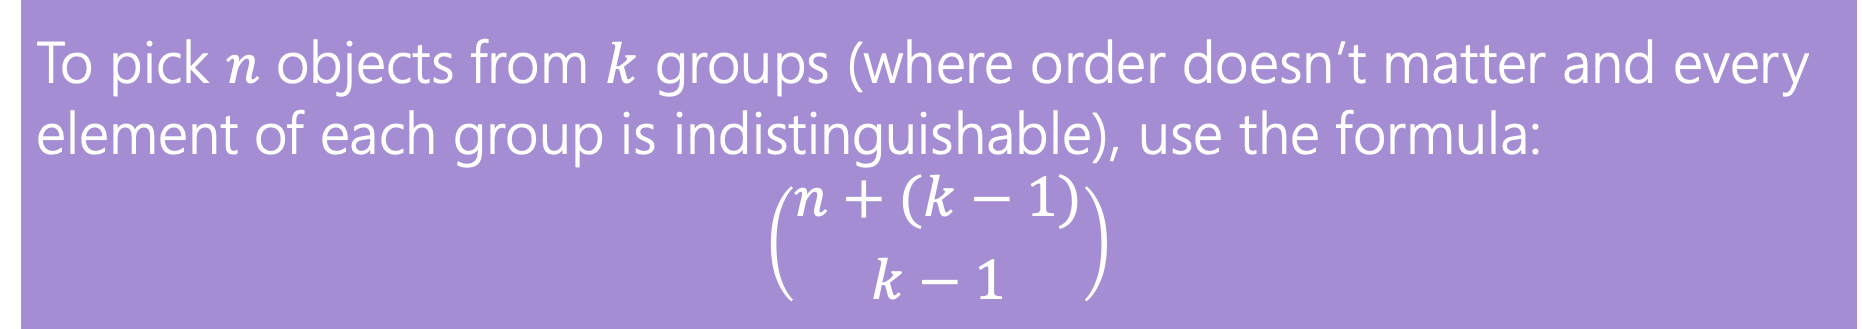 To pick n objects from k groups (where order doesn't matter and every
element of each group is indistinguishable), use the formula:
(n + (k − 1)
k − 1)